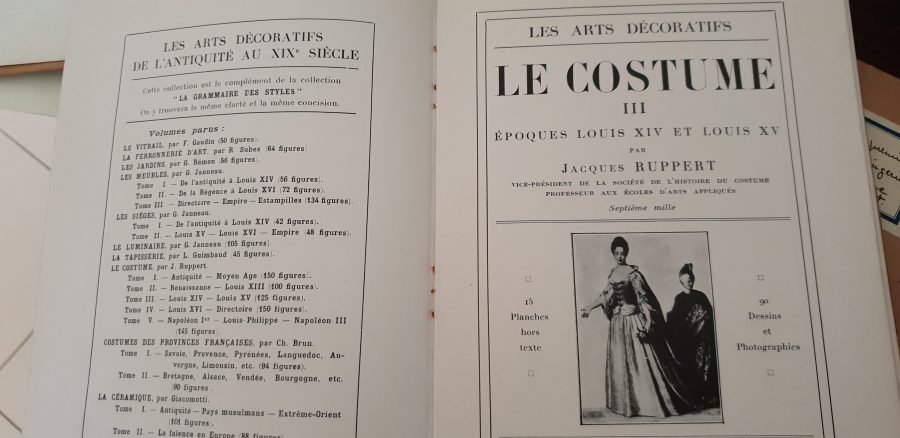 LES ARTS DÉCORATIFS
DE L'ANTIQUITÉ AU XIXe SIÈCLE
Cette collection est le complément de la collection
"LA GRAMMAIRE DES STYLES"
On y trouvera la même clarté et la même concision.
Volumes parus :
LE VITRAIL, par F. Gaudin (50 figures).
LA FERRONNERIE D'ART, par R. Subes (64 figures)
LES JARDINS, par G. Rémon (56 figures).
LES MEUBLES, par G. Janneau.
Tome I. — De l'antiquité à Louis XIV (56 figures).
Tome II. — De la Régence à Louis XVI (72 figures).
Tome III. — Directoire — Empire — Estampilles (134 figures).
LES SIÈGES, par G. Janneau.
Tome I. — De l'antiquité à Louis XIV (42 figures).
Tome II. — Louis XV — Louis XVI — Empire (48 figures).
LE LUMINAIRE, par G. Janneau (105 figures).
LA TAPISSERIE, par L. Guimbaud (45 figures).
LE COSTUME, par J. Ruppert.
Tome I. — Antiquité — Moyen Age (150 figures).
Tome II. — Renaissance — Louis XIII (100 figures).
Tome III. — Louis XIV — Louis XV (125 figures).
Tome IV. — Louis XVI — Directoire (150 figures).
Tome V. — Napoléon Ier — Louis-Philippe — Napoléon III
(145 figures).
COSTUMES DES PROVINCES FRANÇAISES, par Ch. Brun.
Tome I. — Savoie, Provence, Pyrénées, Languedoc, Au-
vergne, Limousin, etc. (94 figures).
Tome II. — Bretagne, Alsace, Vendée, Bourgogne, etc.
(90 figures.
LA CÉRAMIQUE, par Giacomotti.
Tome I. — Antiquité — Pays musulmans — Extrême-Orient
(101 figures).
Tome II. — La faïence en Europe (88 figures)
LES ARTS DÉCORATIFS
LE COSTUME
III
ÉPOQUES LOUIS XIV ET LOUIS XV
PAR
JACQUES RUPPERT
VICE-PRÉSIDENT DE LA SOCIÉTÉ DE L'HISTOIRE DU COSTUME
PROFESSEUR AUX ÉCOLES D'ARTS APPLIQUÉS
Septième mille
15
Planches
hors
texte
90
Dessins
et
Photographies